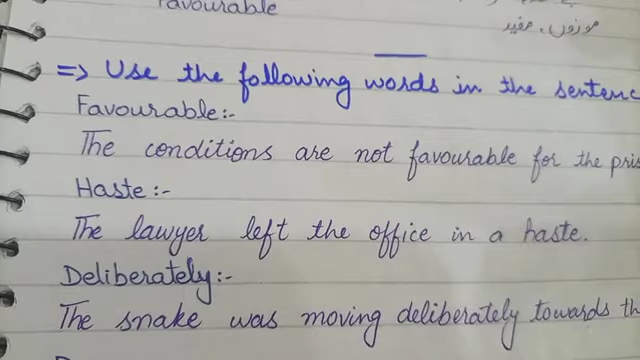 favourable
موزوں، مفید
=> Use the following words in the sentenc
Favourable:-
The conditions are not favourable for the pris
Haste:-
The lawyer left the office in a haste.
Deliberately:-
The snake was moving deliberately towards th